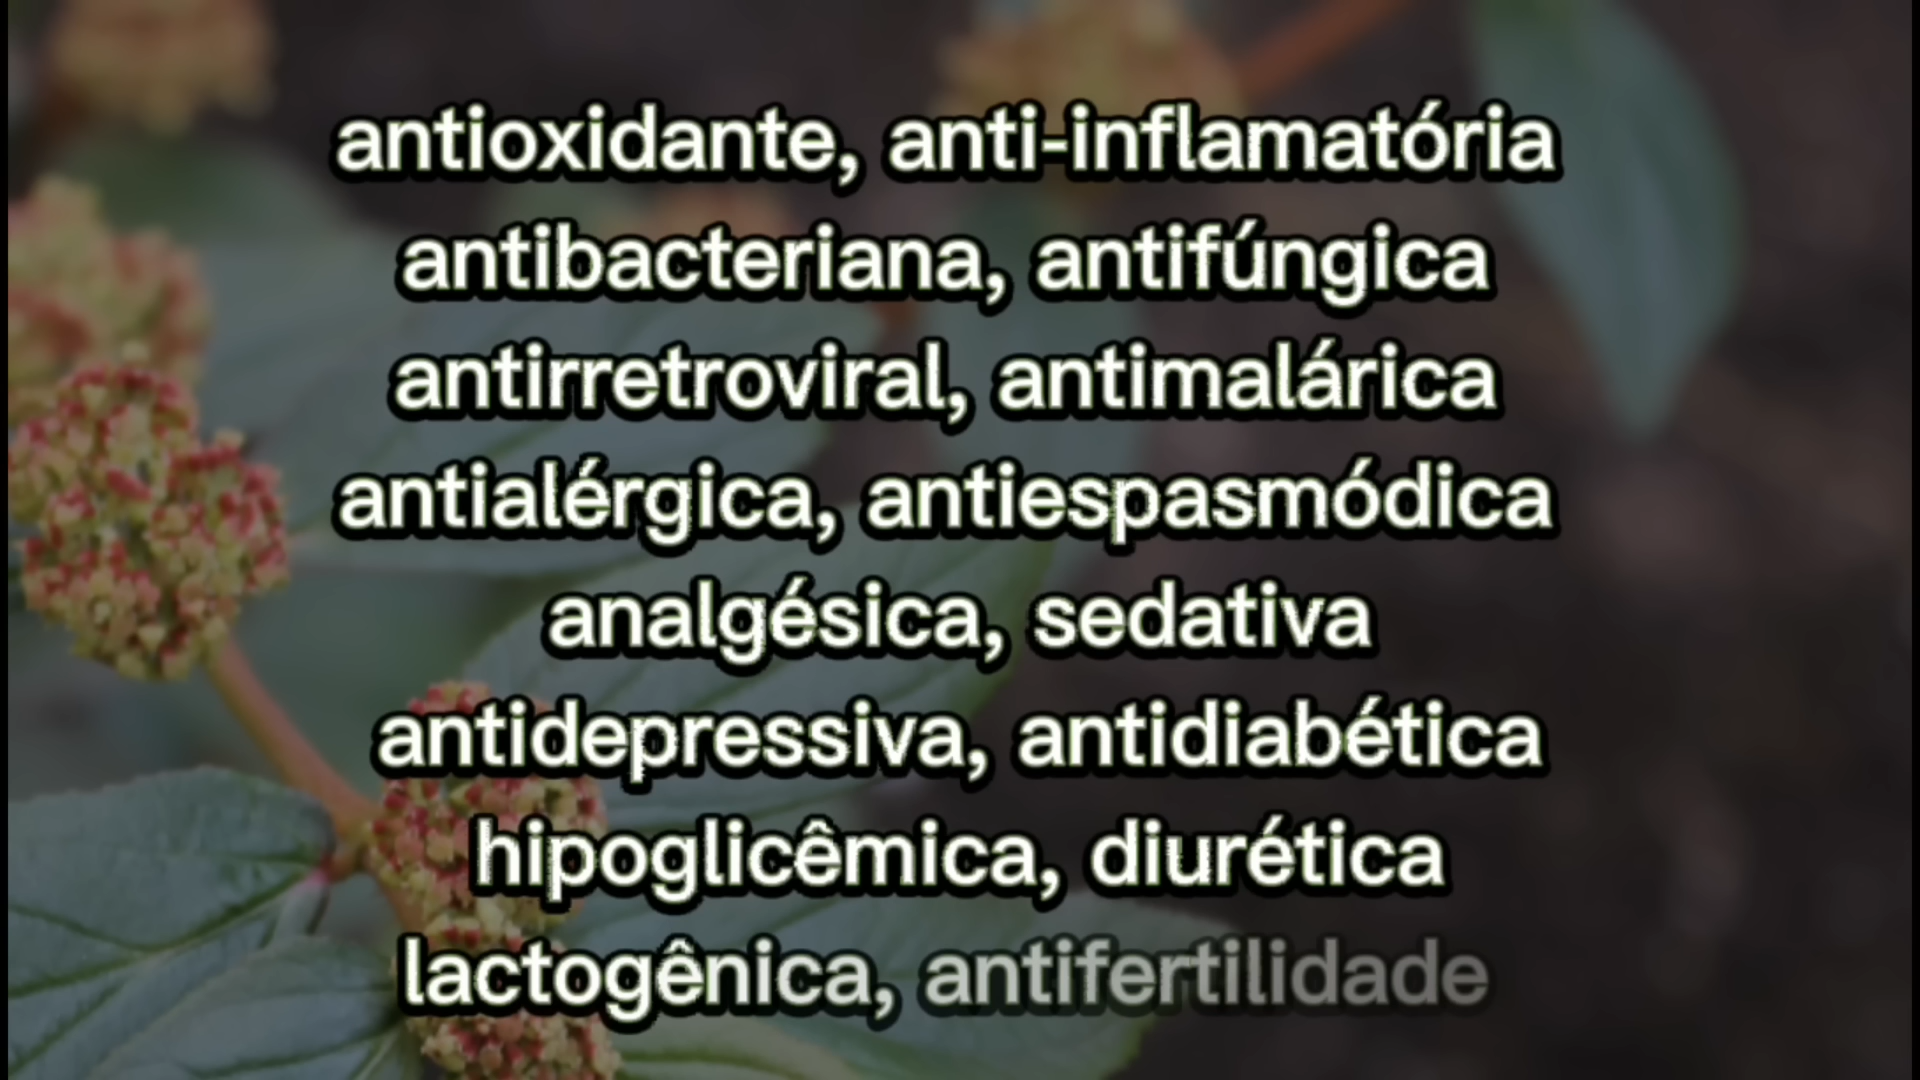 antioxidante, anti-inflamatória
antibacteriana, antifúngica
antirretroviral, antimalárica
antialérgica, antiespasmódica
analgésica, sedativa
antidepressiva, antidiabética
hipoglicêmica, diurética
lactogênica, antifertilidade